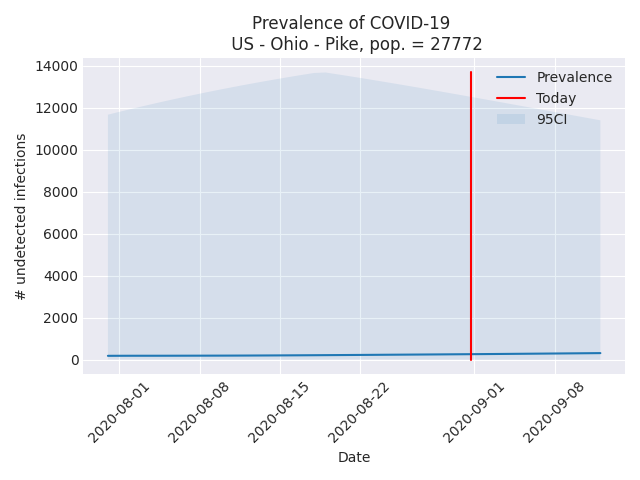 Prevalence of COVID-19
US - Ohio - Pike, pop. = 27772
14000
12000
10000
8000
6000
4000
2000
0
# undetected infections
Prevalence
Today
95CI
2020-08-01
2020-08-08
2020-08-15
2020-08-22
2020-09-01
2020-09-08
Date